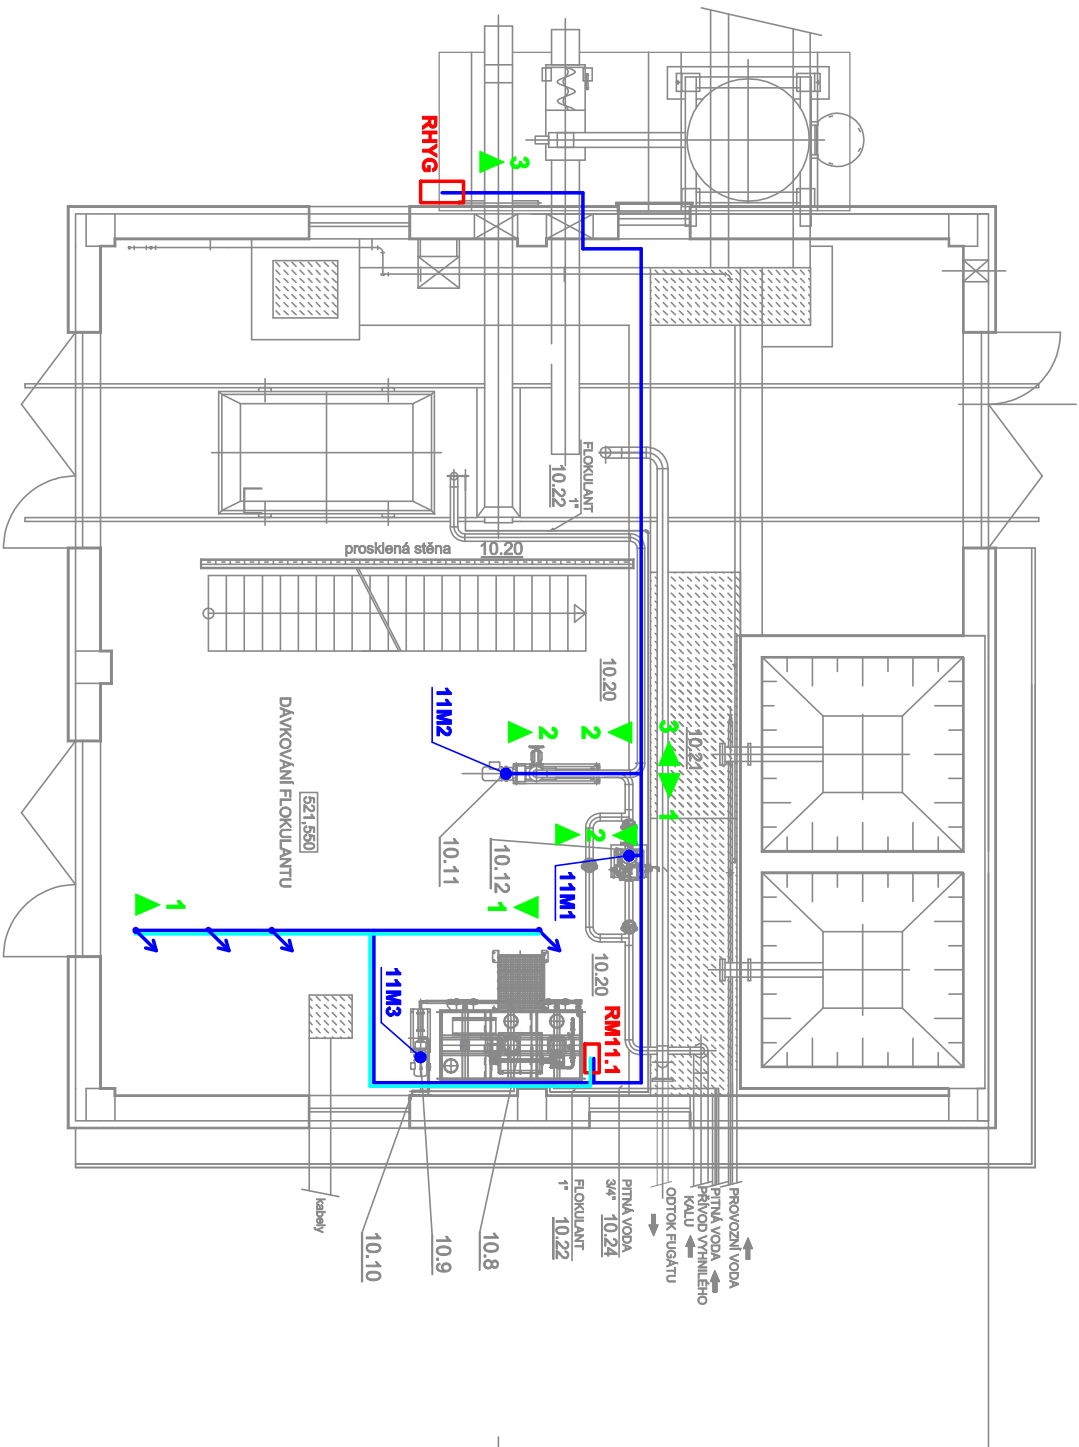 RHYG
3
FLOKULANT
1"
10.22
prosklená stěna
10.20
10.20
11M2
2
2
3
10.21
1
DÁVKOVÁNÍ FLOKULANTU
521,550
10.11
10.12
2
11M1
1
1
11M3
10.20
RM11.1
kabely
10.10
10.9
10.8
FLOKULANT
1"
10.22
PITNÁ VODA
3/4"
10.24
ODTOK FUGÁTU
PŘÍVOD VYHNILÉHO
KALU
PITNÁ VODA
PROVOZNÍ VODA